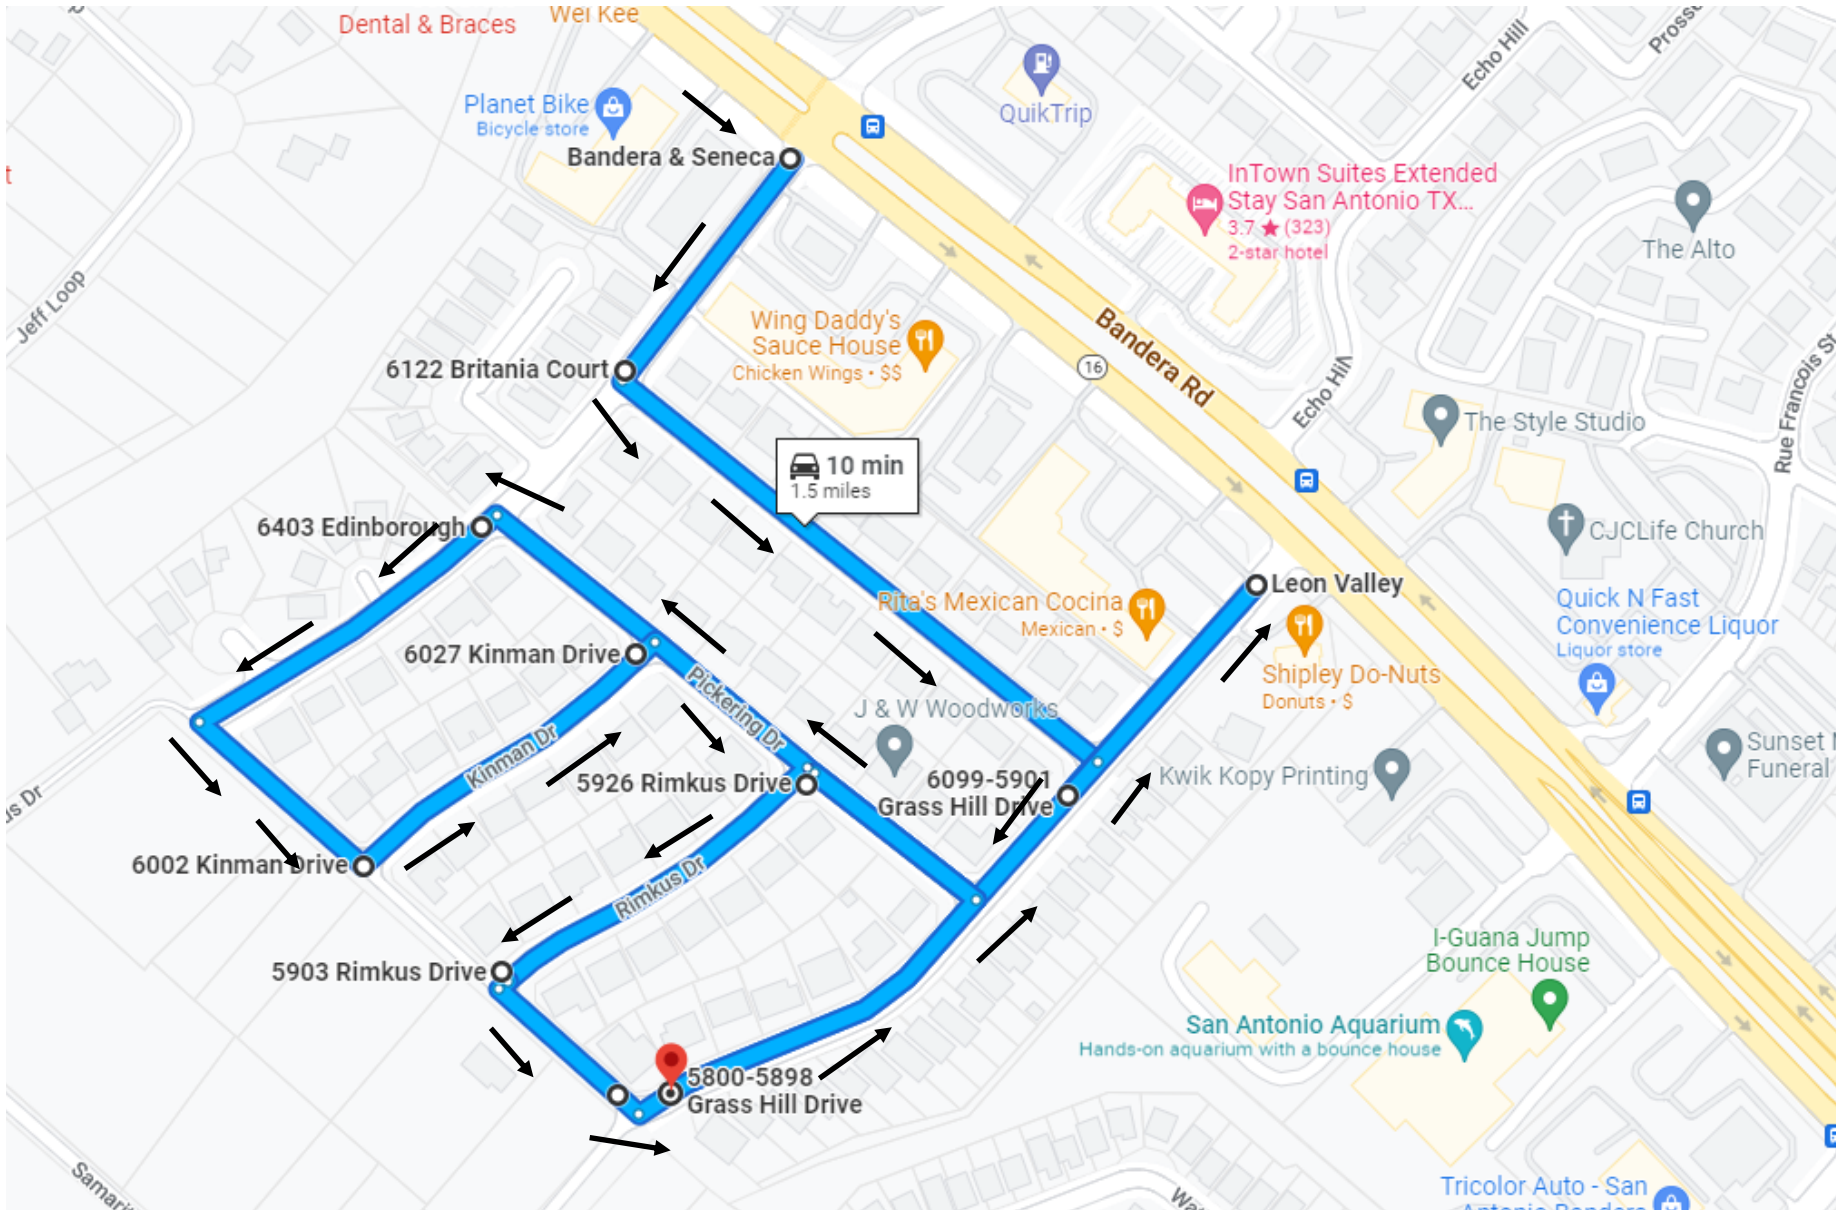 Wei Kee
Dental & Braces
Echo Hill
Planet Bike
Bicycle store
QuikTrip
Bandera & Seneca
InTown Suites Extended
Stay San Antonio TX...
3.7 ★ (323)
2-star hotel
The Alto
t
Jeff Loop
Wing Daddy's
Sauce House
Chicken Wings • $$
Bandera Rd
16
Echo Hill
Rue Francois St
6122 Britania Court
The Style Studio
10 min
1.5 miles
6403 Edinborough
CJCLife Church
Leon Valley
Rita's Mexican Cocina
Mexican • $
Quick N Fast
Convenience Liquor
Liquor store
6027 Kinman Drive
Shipley Do-Nuts
Donuts • $
Pickering Dr
J & W Woodworks
Kinman Dr
5926 Rimkus Drive
6099-5901
Grass Hill Drive
Kwik Kopy Printing
Sunset
Funeral
us Dr
6002 Kinman Drive
Rimkus Dr
I-Guana Jump
Bounce House
5903 Rimkus Drive
San Antonio Aquarium
Hands-on aquarium with a bounce house
5800-5898
Grass Hill Drive
Samari
Tricolor Auto - San
Antonio Bandera